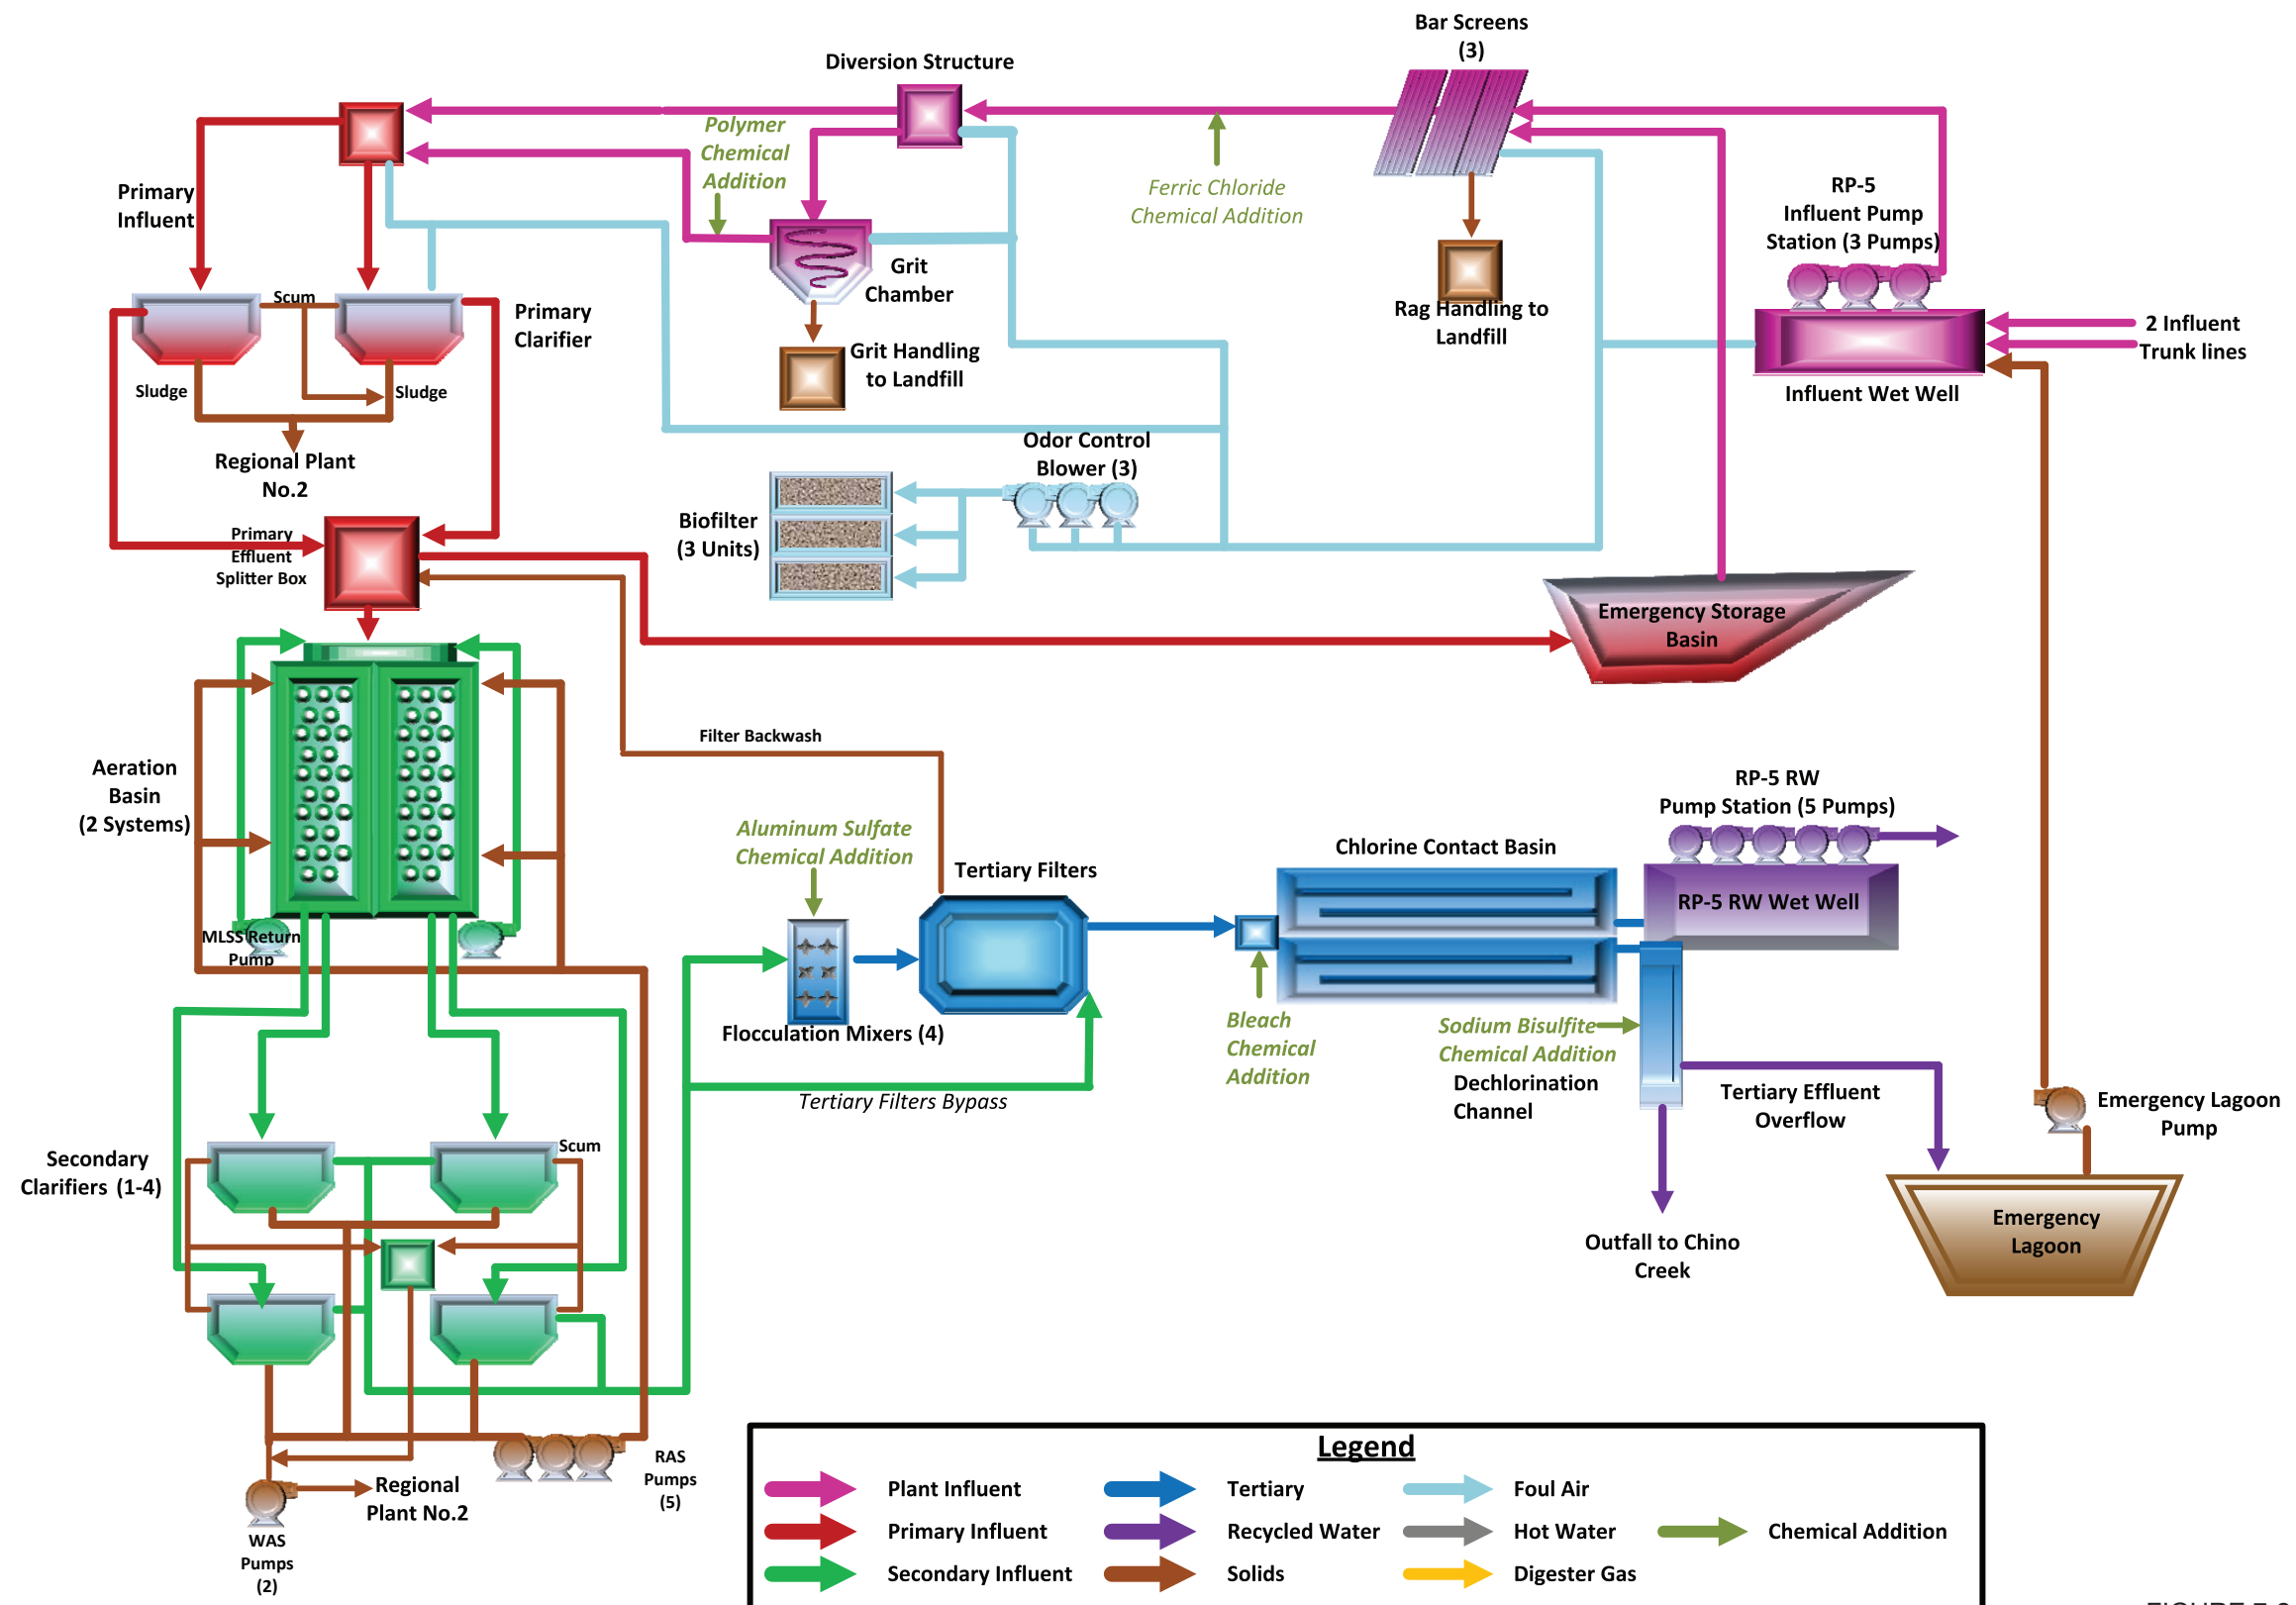 Bar Screens
(3)
Diversion Structure
Polymer
Chemical
Addition
Ferric Chloride
Chemical Addition
RP-5
Influent Pump
Station (3 Pumps)
Primary
Influent
Grit
Chamber
Scum
Primary
Clarifier
Rag Handling to
Landfill
2 Influent
Trunk lines
Influent Wet Well
Grit Handling
to Landfill
Sludge
Sludge
Regional Plant
No.2
Odor Control
Blower (3)
Biofilter
(3 Units)
Primary
Effluent
Splitter Box
Emergency Storage
Basin
Filter Backwash
Aeration
Basin
(2 Systems)
RP-5 RW
Pump Station (5 Pumps)
Aluminum Sulfate
Chemical Addition
Chlorine Contact Basin
Tertiary Filters
RP-5 RW Wet Well
MLSS Return
Pump
Flocculation Mixers (4)
Bleach
Chemical
Addition
Sodium Bisulfite
Chemical Addition
Dechlorination
Channel
Tertiary Filters Bypass
Tertiary Effluent
Overflow
Emergency Lagoon
Pump
Secondary
Clarifiers (1-4)
Scum
Outfall to Chino
Creek
Emergency
Lagoon
RAS
Pumps
(5)
Regional
Plant No.2
WAS
Pumps
(2)
Legend
Plant Influent
Tertiary
Foul Air
Primary Influent
Recycled Water
Hot Water
Chemical Addition
Secondary Influent
Solids
Digester Gas